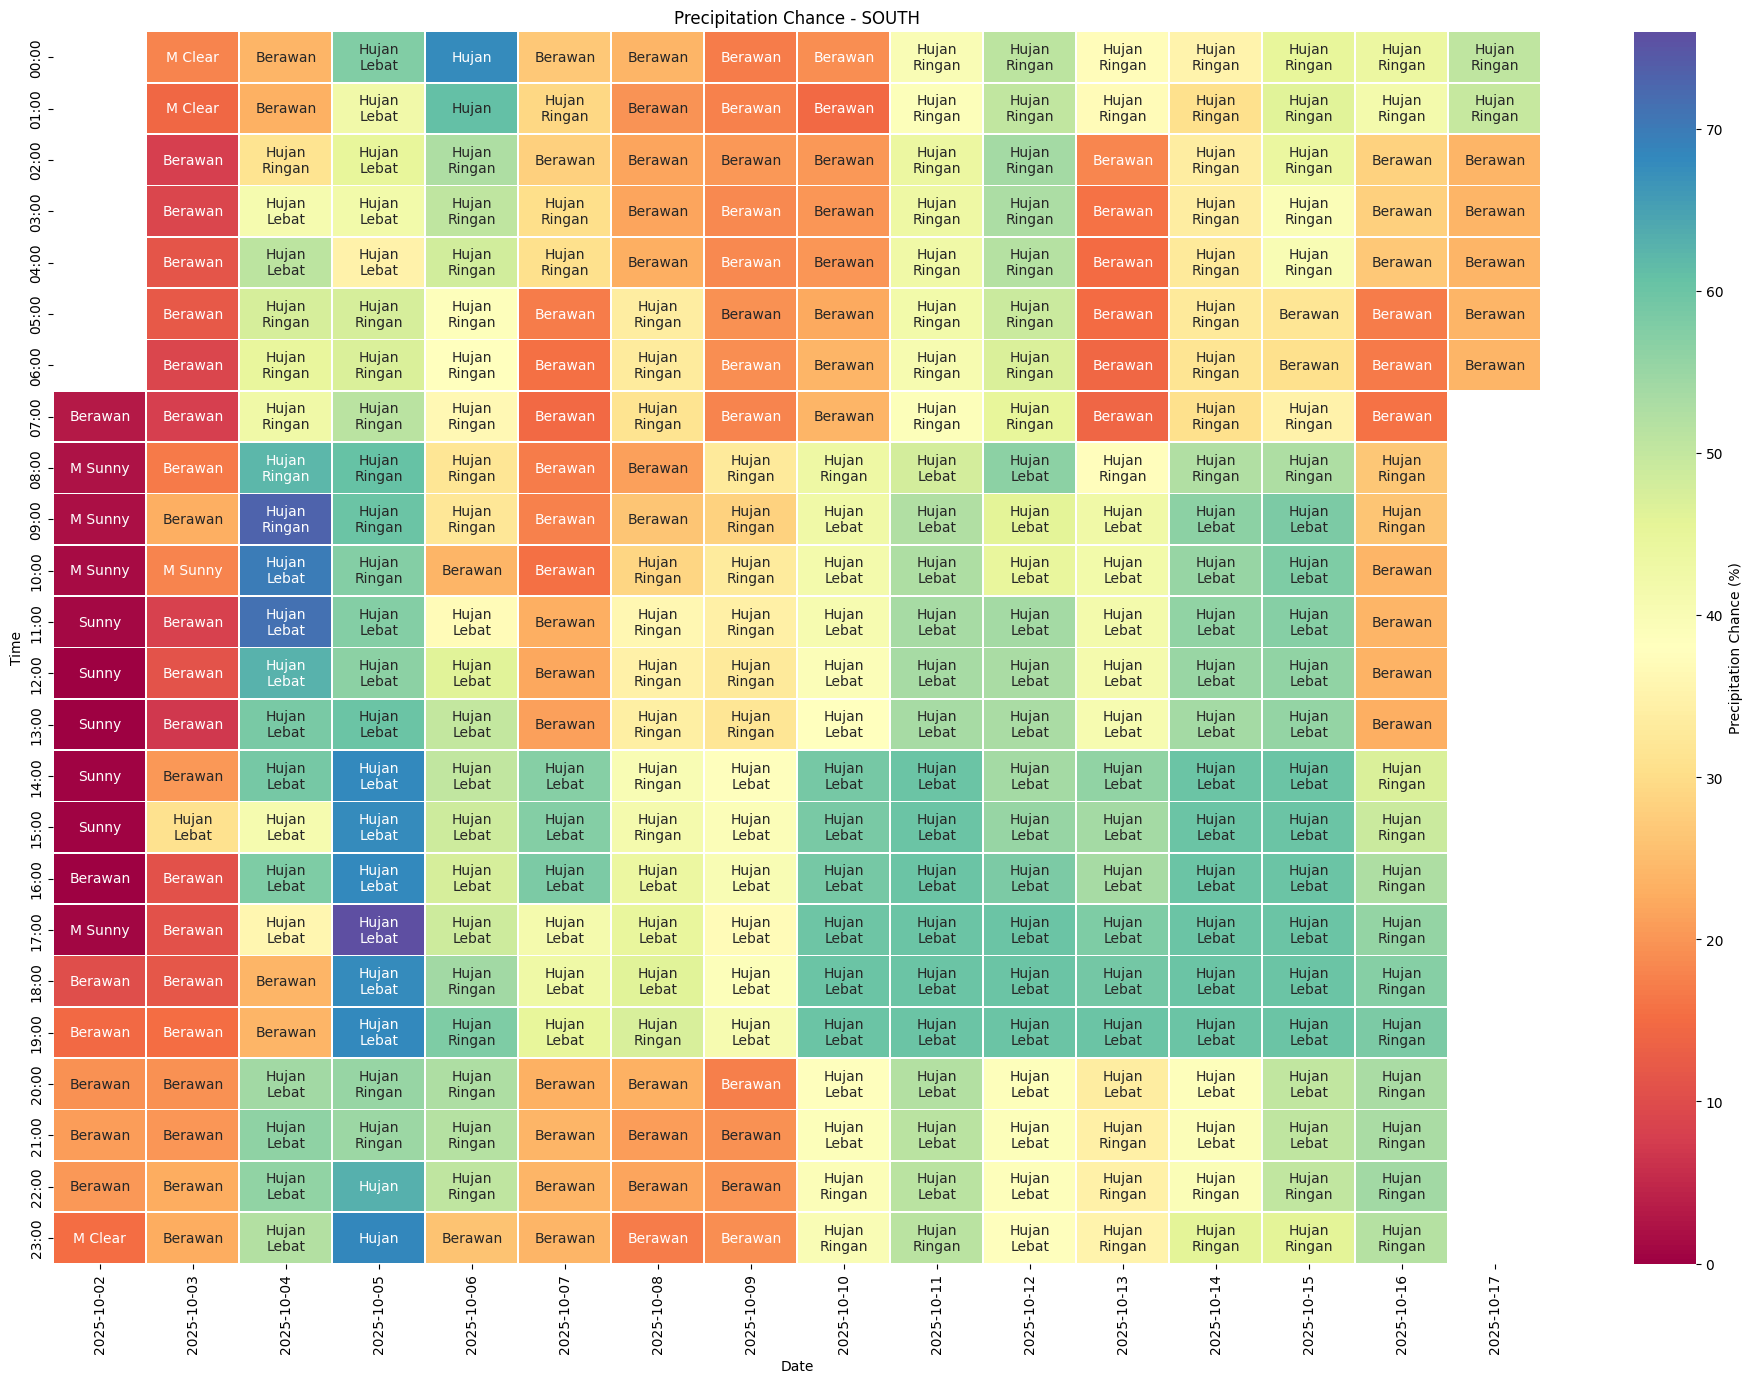 Precipitation Chance - SOUTH
00:00 M Clear Berawan Hujan Lebat Hujan Berawan Berawan Berawan Berawan Hujan Ringan Hujan Ringan Hujan Ringan Hujan Ringan Hujan Ringan Hujan Ringan Hujan Ringan
01:00 M Clear Berawan Hujan Lebat Hujan Hujan Ringan Berawan Berawan Berawan Hujan Ringan Hujan Ringan Hujan Ringan Hujan Ringan Hujan Ringan Hujan Ringan Hujan Ringan
02:00 Berawan Hujan Ringan Hujan Lebat Hujan Ringan Berawan Berawan Berawan Berawan Hujan Ringan Hujan Ringan Berawan Hujan Ringan Hujan Ringan Berawan Berawan
03:00 Berawan Hujan Lebat Hujan Lebat Hujan Ringan Hujan Ringan Berawan Berawan Berawan Hujan Ringan Hujan Ringan Berawan Hujan Ringan Hujan Ringan Berawan Berawan
04:00 Berawan Hujan Lebat Hujan Lebat Hujan Ringan Hujan Ringan Berawan Berawan Berawan Hujan Ringan Hujan Ringan Berawan Hujan Ringan Hujan Ringan Berawan Berawan
05:00 Berawan Hujan Ringan Hujan Ringan Hujan Ringan Berawan Hujan Ringan Berawan Berawan Hujan Ringan Hujan Ringan Berawan Hujan Ringan Berawan Berawan Berawan
06:00 Berawan Hujan Ringan Hujan Ringan Hujan Ringan Berawan Hujan Ringan Berawan Berawan Hujan Ringan Hujan Ringan Berawan Hujan Ringan Berawan Berawan Berawan
07:00 Berawan Berawan Hujan Ringan Hujan Ringan Hujan Ringan Berawan Hujan Ringan Berawan Berawan Hujan Ringan Hujan Ringan Berawan Hujan Ringan Hujan Ringan Berawan
08:00 M Sunny Berawan Hujan Ringan Hujan Ringan Hujan Ringan Berawan Berawan Hujan Ringan Hujan Ringan Hujan Lebat Hujan Lebat Hujan Ringan Hujan Ringan Hujan Ringan Hujan Ringan
09:00 M Sunny Berawan Hujan Ringan Hujan Ringan Hujan Ringan Berawan Berawan Hujan Ringan Hujan Lebat Hujan Lebat Hujan Lebat Hujan Lebat Hujan Lebat Hujan Lebat Hujan Ringan
10:00 M Sunny M Sunny Hujan Lebat Hujan Ringan Berawan Berawan Hujan Ringan Hujan Ringan Hujan Lebat Hujan Lebat Hujan Lebat Hujan Lebat Hujan Lebat Hujan Lebat Berawan
11:00 Sunny Berawan Hujan Lebat Hujan Lebat Hujan Lebat Berawan Hujan Ringan Hujan Ringan Hujan Lebat Hujan Lebat Hujan Lebat Hujan Lebat Hujan Lebat Hujan Lebat Berawan
12:00 Sunny Berawan Hujan Lebat Hujan Lebat Hujan Lebat Berawan Hujan Ringan Hujan Ringan Hujan Lebat Hujan Lebat Hujan Lebat Hujan Lebat Hujan Lebat Hujan Lebat Berawan
13:00 Sunny Berawan Hujan Lebat Hujan Lebat Hujan Lebat Berawan Hujan Ringan Hujan Ringan Hujan Lebat Hujan Lebat Hujan Lebat Hujan Lebat Hujan Lebat Hujan Lebat Berawan
14:00 Sunny Berawan Hujan Lebat Hujan Lebat Hujan Lebat Hujan Lebat Hujan Ringan Hujan Lebat Hujan Lebat Hujan Lebat Hujan Lebat Hujan Lebat Hujan Lebat Hujan Lebat Hujan Ringan
15:00 Sunny Hujan Lebat Hujan Lebat Hujan Lebat Hujan Lebat Hujan Lebat Hujan Ringan Hujan Lebat Hujan Lebat Hujan Lebat Hujan Lebat Hujan Lebat Hujan Lebat Hujan Lebat Hujan Ringan
16:00 Berawan Berawan Hujan Lebat Hujan Lebat Hujan Lebat Hujan Lebat Hujan Lebat Hujan Lebat Hujan Lebat Hujan Lebat Hujan Lebat Hujan Lebat Hujan Lebat Hujan Lebat Hujan Ringan
17:00 M Sunny Berawan Hujan Lebat Hujan Lebat Hujan Lebat Hujan Lebat Hujan Lebat Hujan Lebat Hujan Lebat Hujan Lebat Hujan Lebat Hujan Lebat Hujan Lebat Hujan Lebat Hujan Ringan
18:00 Berawan Berawan Berawan Hujan Lebat Hujan Ringan Hujan Lebat Hujan Lebat Hujan Lebat Hujan Lebat Hujan Lebat Hujan Lebat Hujan Lebat Hujan Lebat Hujan Lebat Hujan Ringan
19:00 Berawan Berawan Berawan Hujan Lebat Hujan Ringan Hujan Lebat Hujan Ringan Hujan Lebat Hujan Lebat Hujan Lebat Hujan Lebat Hujan Lebat Hujan Lebat Hujan Lebat Hujan Ringan
20:00 Berawan Berawan Hujan Lebat Hujan Ringan Hujan Ringan Berawan Berawan Berawan Hujan Lebat Hujan Lebat Hujan Lebat Hujan Lebat Hujan Lebat Hujan Lebat Hujan Ringan
21:00 Berawan Berawan Hujan Lebat Hujan Ringan Hujan Ringan Berawan Berawan Berawan Hujan Lebat Hujan Lebat Hujan Lebat Hujan Ringan Hujan Lebat Hujan Lebat Hujan Ringan
22:00 Berawan Berawan Hujan Lebat Hujan Hujan Ringan Berawan Berawan Berawan Hujan Ringan Hujan Lebat Hujan Lebat Hujan Ringan Hujan Ringan Hujan Ringan Hujan Ringan
23:00 M Clear Berawan Hujan Lebat Hujan Berawan Berawan Berawan Berawan Hujan Ringan Hujan Ringan Hujan Lebat Hujan Ringan Hujan Ringan Hujan Ringan Hujan Ringan
Time
2025-10-02 2025-10-03 2025-10-04 2025-10-05 2025-10-06 2025-10-07 2025-10-08 2025-10-09 2025-10-10 2025-10-11 2025-10-12 2025-10-13 2025-10-14 2025-10-15 2025-10-16 2025-10-17
Date
70
60
50
40
30
20
10
0
Precipitation Chance (%)